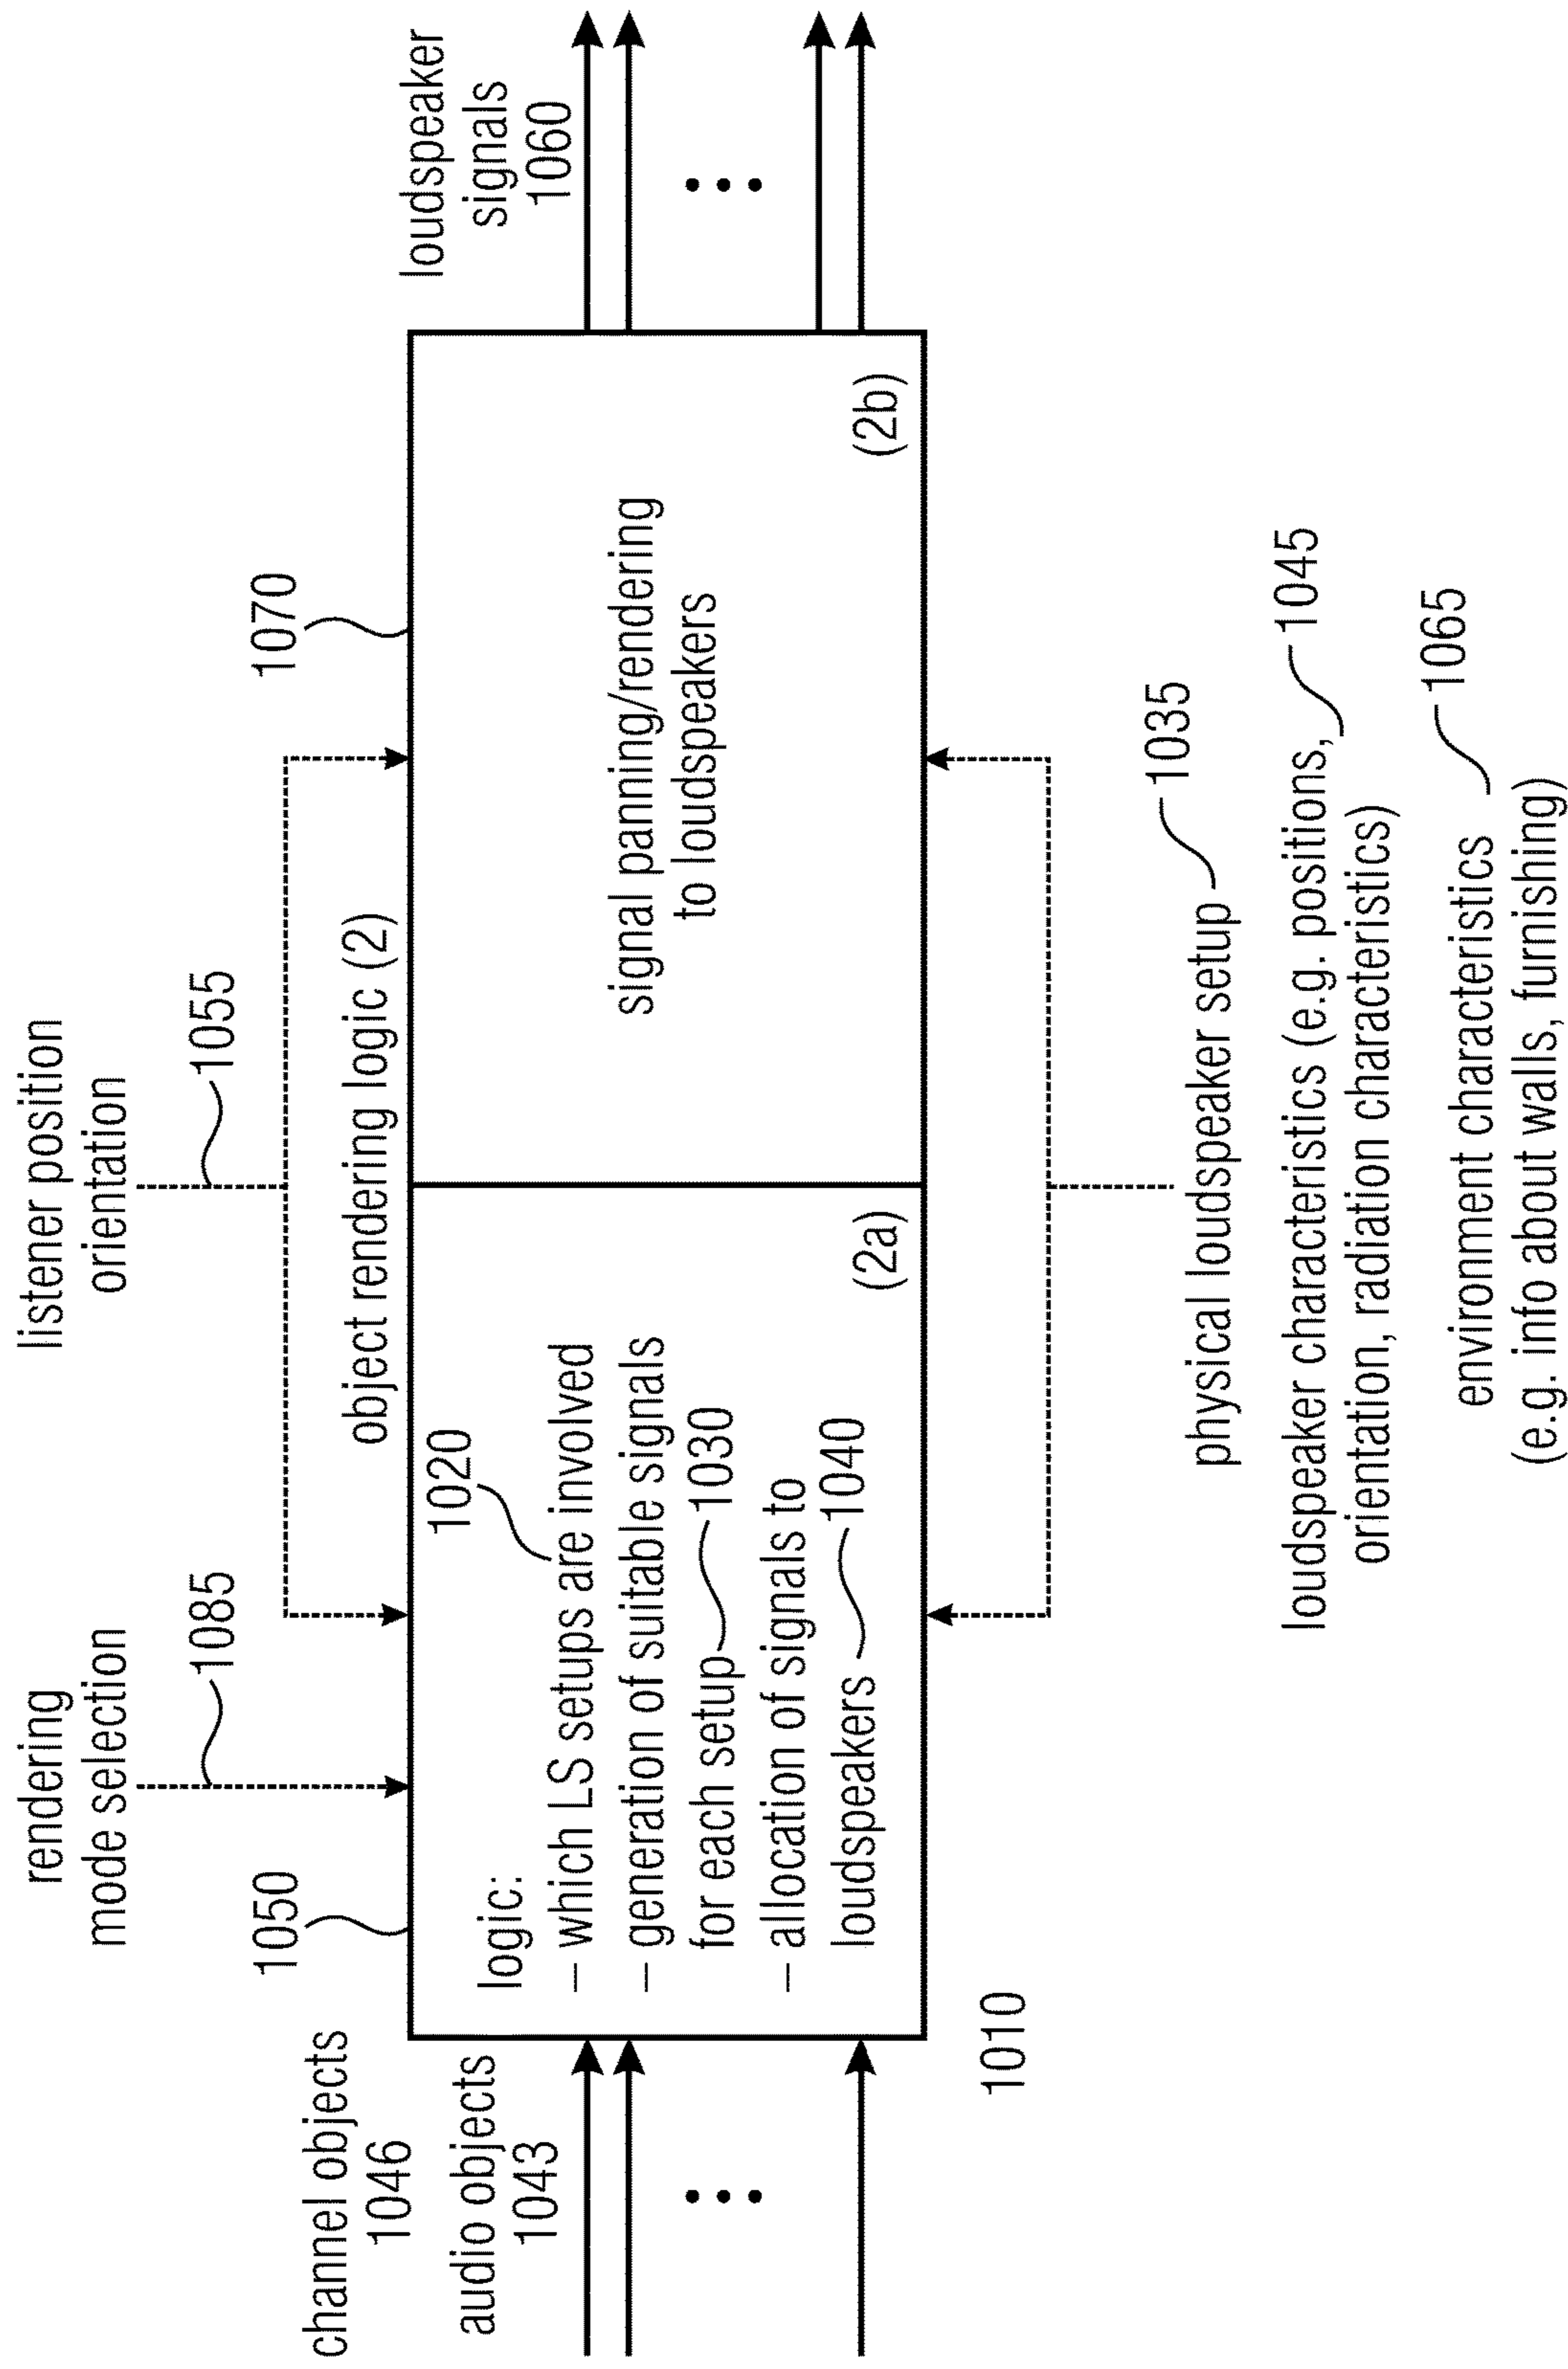 rendering
mode selection
1085
listener position
orientation
1055
1050
object rendering logic (2)
1070
channel objects
1046
audio objects
1043
logic:
– which LS setups are involved
1020
– generation of suitable signals
for each setup 1030
– allocation of signals to
loudspeakers 1040
(2a)
signal panning/rendering
to loudspeakers
(2b)
loudspeaker
signals
1060
1010
physical loudspeaker setup 1035
loudspeaker characteristics (e.g. positions, 1045
orientation, radiation characteristics)
environment characteristics 1065
(e.g. info about walls, furnishing)